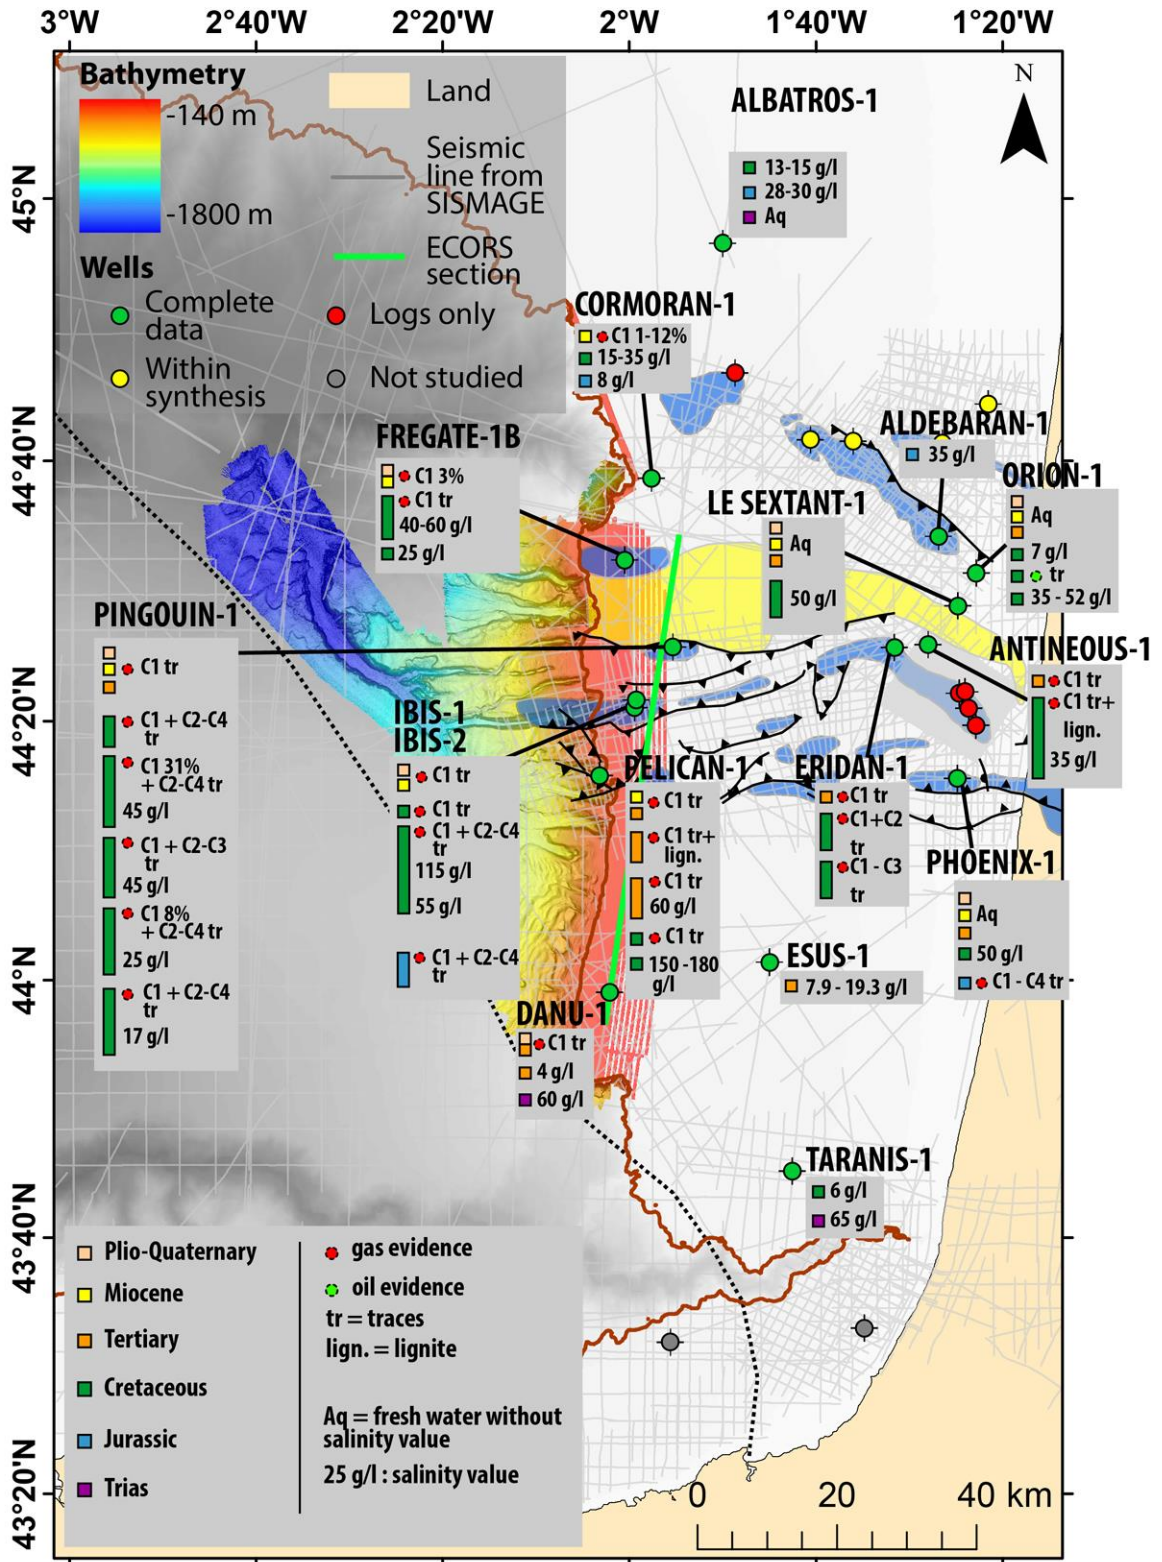 3°0'W
2°40'W
2°20'W
2°0'W
1°40'W
1°20'W
45°N
44°40'N
44°20'N
44°N
43°40'N
43°20'N
N
Bathymetry
-140 m
-1800 m
Land
Seismic
line from
SISMAGE
ECORS
section
Wells
Complete
data
Logs only
Within
synthesis
Not studied
ALBATROS-1
13-15 g/l
28-30 g/l
Aq
CORMORAN-1
C1 1-12%
15-35 g/l
8 g/l
FREGATE-1B
C1 3%
C1 tr
40-60 g/l
25 g/l
ALDEBARAN-1
35 g/l
ORION-1
Aq
7 g/l
tr
35 - 52 g/l
LE SEXTANT-1
Aq
50 g/l
PINGOUIN-1
C1 tr
C1 + C2-C4
tr
C1 31%
+ C2-C4 tr
45 g/l
C1 + C2-C3
tr
45 g/l
C1 8%
+ C2-C4 tr
25 g/l
C1 + C2-C4
tr
17 g/l
ANTINEOUS-1
C1 tr
C1 tr+
lign.
35 g/l
IBIS-1
IBIS-2
C1 tr
C1 tr
C1 + C2-C4
tr
115 g/l
55 g/l
C1 + C2-C4
tr
PELICAN-1
C1 tr
C1 tr+
lign.
C1 tr
60 g/l
C1 tr
150 -180
g/l
ERIDAN-1
C1 tr
C1+C2
tr
C1 - C3
tr
PHOENIX-1
Aq
50 g/l
C1 - C4 tr
ESUS-1
7.9 - 19.3 g/l
DANU-1
C1 tr
4 g/l
60 g/l
TARANIS-1
6 g/l
65 g/l
Plio-Quaternary
Miocene
Tertiary
Cretaceous
Jurassic
Trias
gas evidence
oil evidence
tr = traces
lign. = lignite
Aq = fresh water without
salinity value
25 g/l : salinity value
0 20 40 km